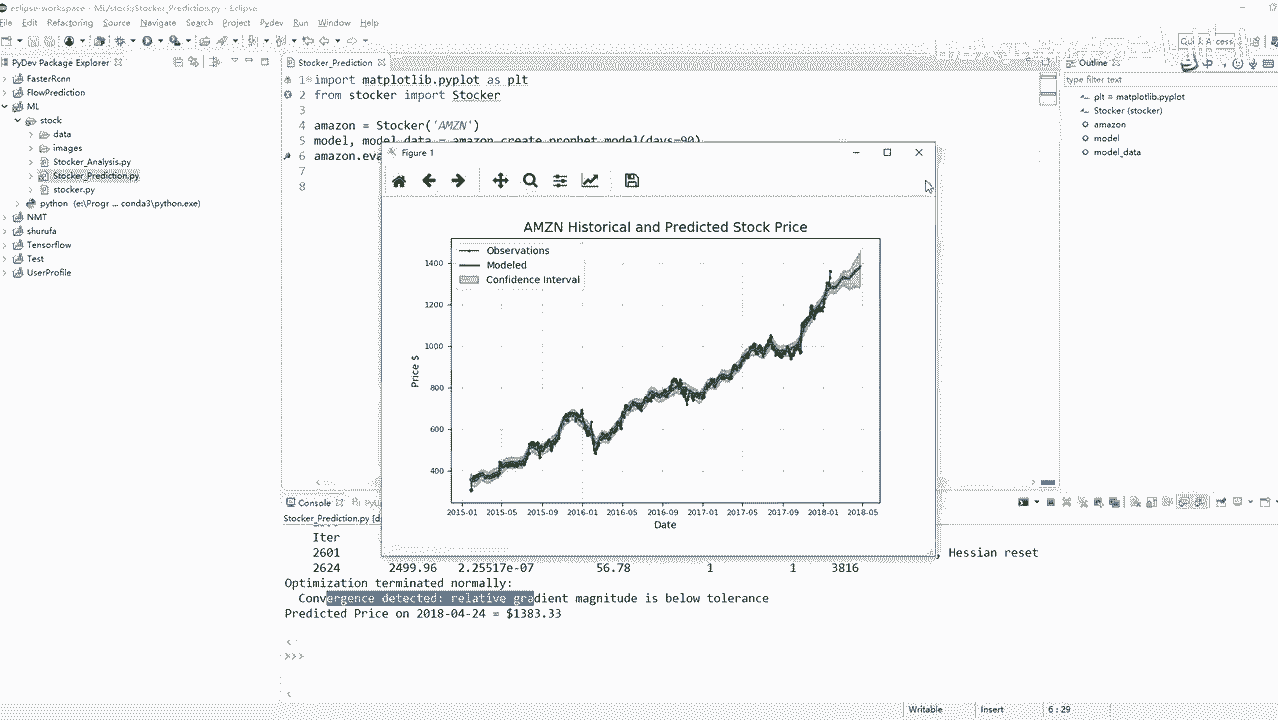 eclipse-workspace - ML/stock/Stocker_Prediction.py - Eclipse
File Edit Refactoring Source Navigate Search Project Pydev Run Window Help
Quick Access
PyDev Package Explorer
FasterRcnn
FlowPrediction
ML
stock
data
images
Stocker_Analysis.py
Stocker_Prediction.py
stocker.py
python (e:\Progr ... conda3\python.exe)
NMT
shurufa
Tensorflow
Test
UserProfile
Stocker_Prediction
1 import matplotlib.pyplot as plt
2 from stocker import Stocker
3
4 amazon = Stocker('AMZN')
5 model, model_data = amazon.create_prophet_model(days=90)
6 amazon.eva
7
8
Outline
type filter text
plt = matplotlib.pyplot
Stocker (stocker)
amazon
model
model_data
Figure 1
AMZN Historical and Predicted Stock Price
Observations
Modeled
Confidence Interval
1400
1200
1000
800
600
400
Price $
2015-01 2015-05 2015-09 2016-01 2016-05 2016-09 2017-01 2017-05 2017-09 2018-01 2018-05
Date
Console
Stocker_Prediction.py [d
Iter
2601 , Hessian reset
2624 2499.96 2.25517e-07 56.78 1 1 3816
Optimization terminated normally:
Convergence detected: relative gradient magnitude is below tolerance
Predicted Price on 2018-04-24 = $1383.33
>>>
Writable Insert 6 : 29